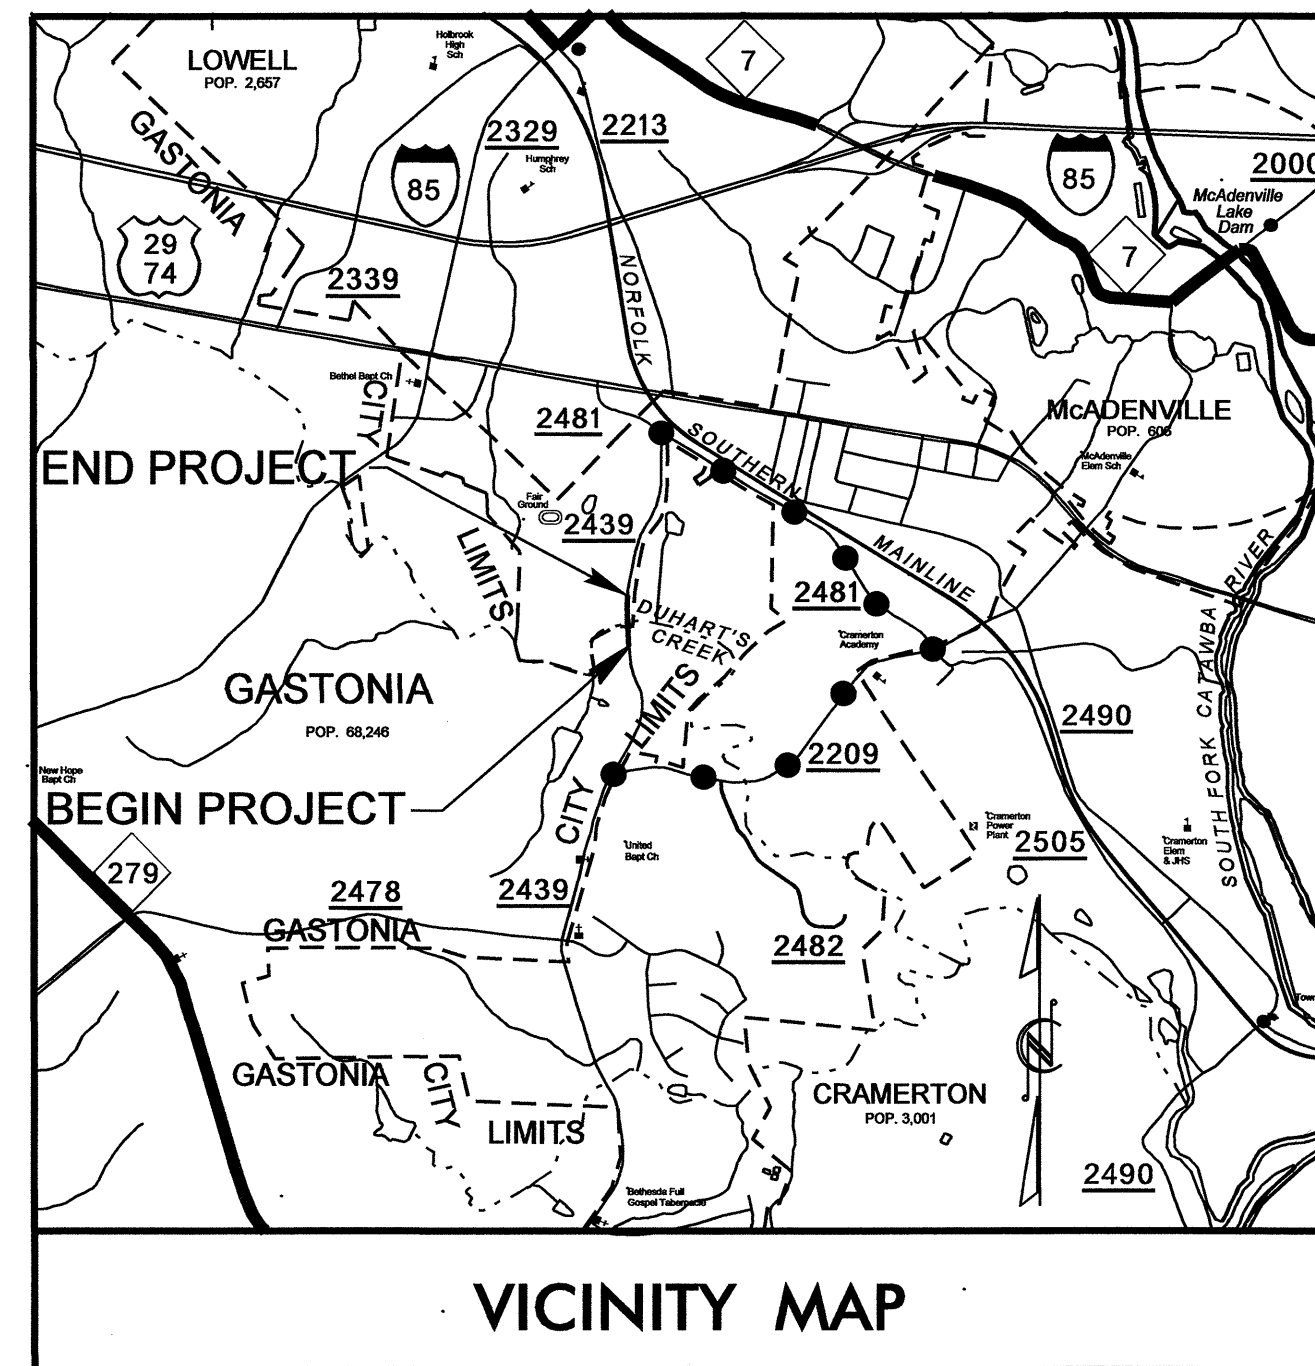 LOWELL
POP. 2,657
Holbrook
High
Sch
7
GASTONIA
2329
2213
Humphrey
Sch
85
85
2000
McAdenville
Lake
Dam
29
74
2339
NORFOLK
7
Bethel Bapt Ch
CITY
2481
SOUTHERN
McADENVILLE
POP. 606
McAdenville
Elem Sch
END PROJECT
Fair
Ground
2439
LIMITS
MAINLINE
2481
DUHART'S
CREEK
Cramerton
Academy
SOUTH FORK CATAWBA RIVER
GASTONIA
POP. 68,246
LIMITS
2490
2209
New Hope
Bapt Ch
BEGIN PROJECT
CITY
Cramerton
Power
Plant
2505
Cramerton
Elem
& JHS
United
Bapt Ch
279
2478
2439
GASTONIA
2482
Town
N
GASTONIA
CITY
LIMITS
CRAMERTON
POP. 3,001
2490
Bethesda Full
Gospel Tabernacle
VICINITY MAP